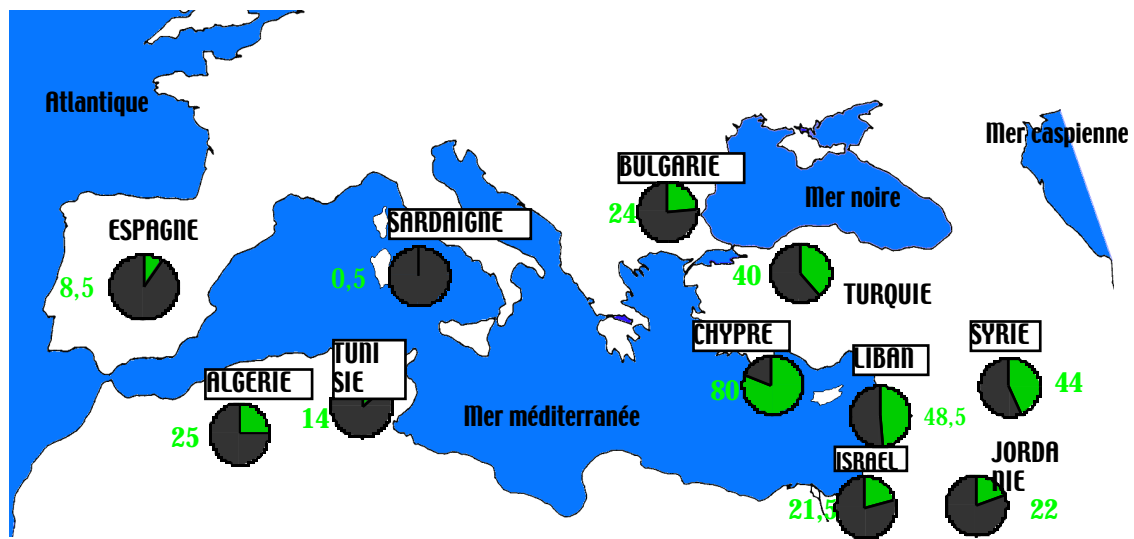 Atlantique
Mer caspienne
BULGARIE
24
Mer noire
ESPAGNE
8,5
SARDAIGNE
0,5
40
TURQUIE
CHYPRE
80
LIBAN
48,5
SYRIE
44
TUNI
SIE
14
ALGERIE
25
Mer méditerranée
ISRAEL
21,5
JORDA
NIE
22